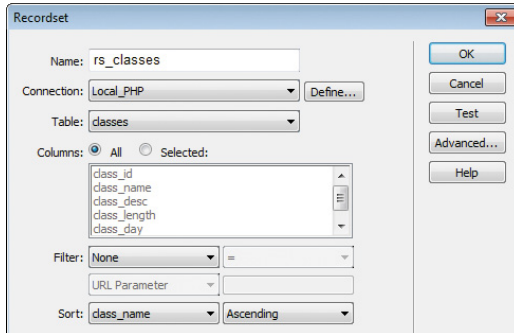 Recordset
Name: rs_classes
OK
Connection: Local_PHP Define...
Cancel
Table: classes
Test
Columns: All Selected:
Advanced...
class_id
class_name
class_desc
class_length
class_day
Help
Filter: None =
URL Parameter
Sort: class_name Ascending